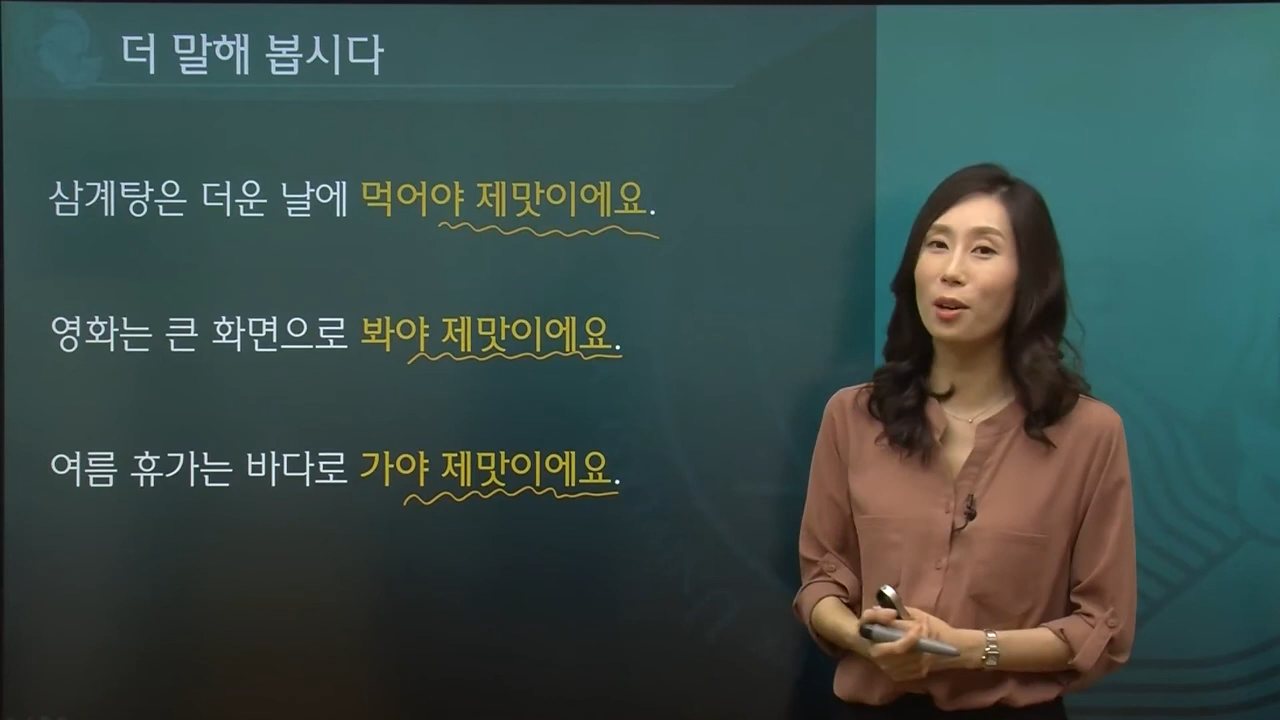 더 말해 봅시다
삼계탕은 더운 날에 먹어야 제맛이에요.
영화는 큰 화면으로 봐야 제맛이에요.
여름 휴가는 바다로 가야 제맛이에요.